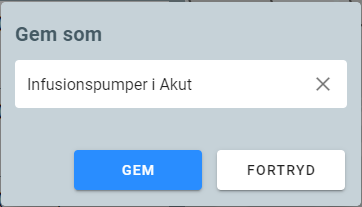 Gem som
Infusionspumper i Akut
GEM
FORTRYD